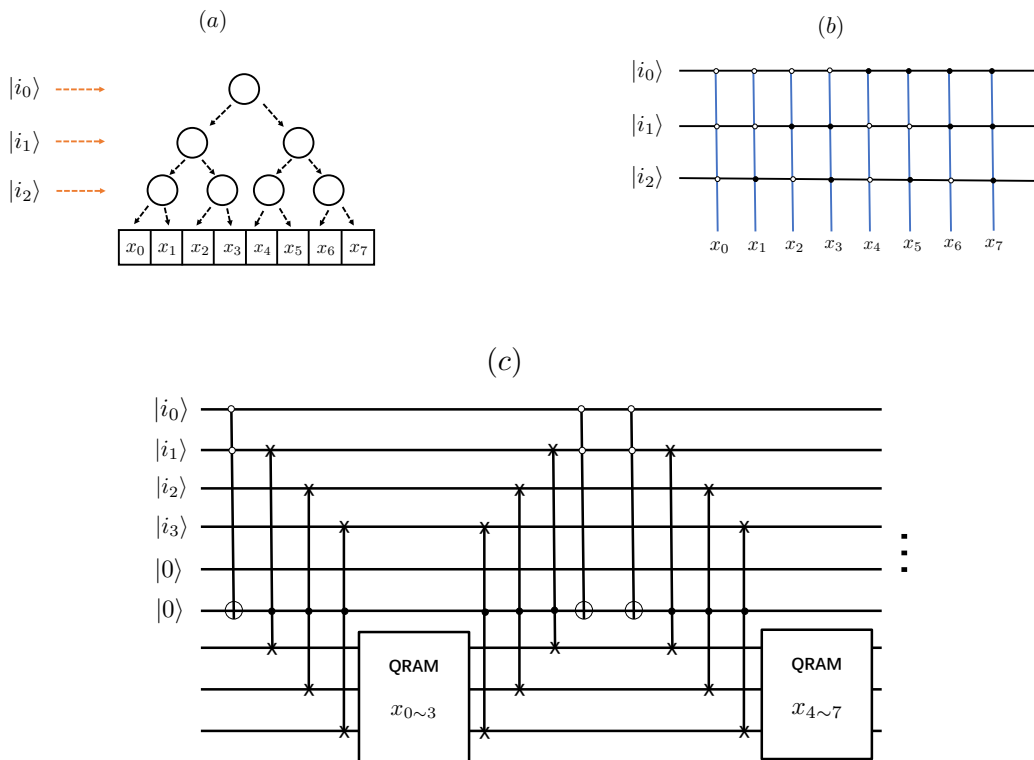 (a)
|i₀⟩
|i₁⟩
|i₂⟩
x₀ x₁ x₂ x₃ x₄ x₅ x₆ x₇
(b)
|i₀⟩
|i₁⟩
|i₂⟩
x₀ x₁ x₂ x₃ x₄ x₅ x₆ x₇
(c)
|i₀⟩
|i₁⟩
|i₂⟩
|i₃⟩
|0⟩
|0⟩
QRAM
x₀∼₃
QRAM
x₄∼₇